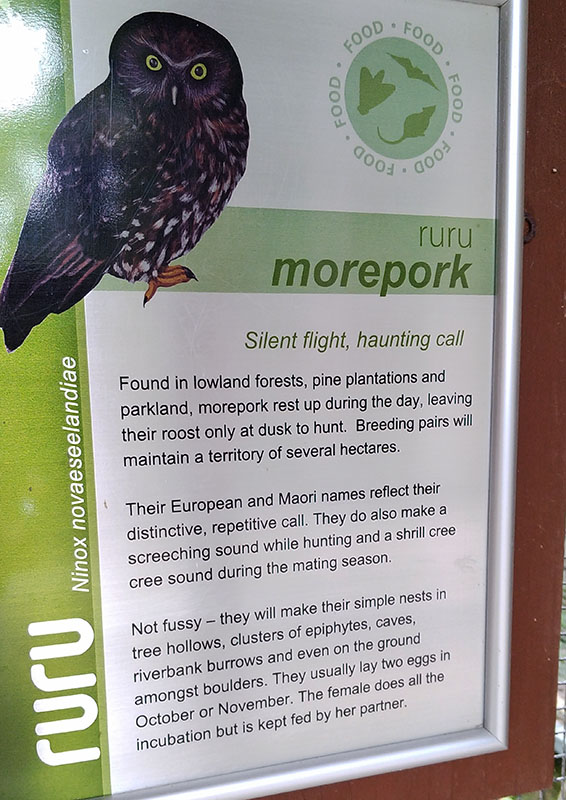 FOOD • FOOD • FOOD • FOOD • FOOD • FOOD •
ruru
morepork
Silent flight, haunting call
Found in lowland forests, pine plantations and
parkland, morepork rest up during the day, leaving
their roost only at dusk to hunt. Breeding pairs will
maintain a territory of several hectares.
Their European and Maori names reflect their
distinctive, repetitive call. They do also make a
screeching sound while hunting and a shrill cree
cree sound during the mating season.
Not fussy – they will make their simple nests in
tree hollows, clusters of epiphytes, caves,
riverbank burrows and even on the ground
amongst boulders. They usually lay two eggs in
October or November. The female does all the
incubation but is kept fed by her partner.
ruru
Ninox novaeseelandiae